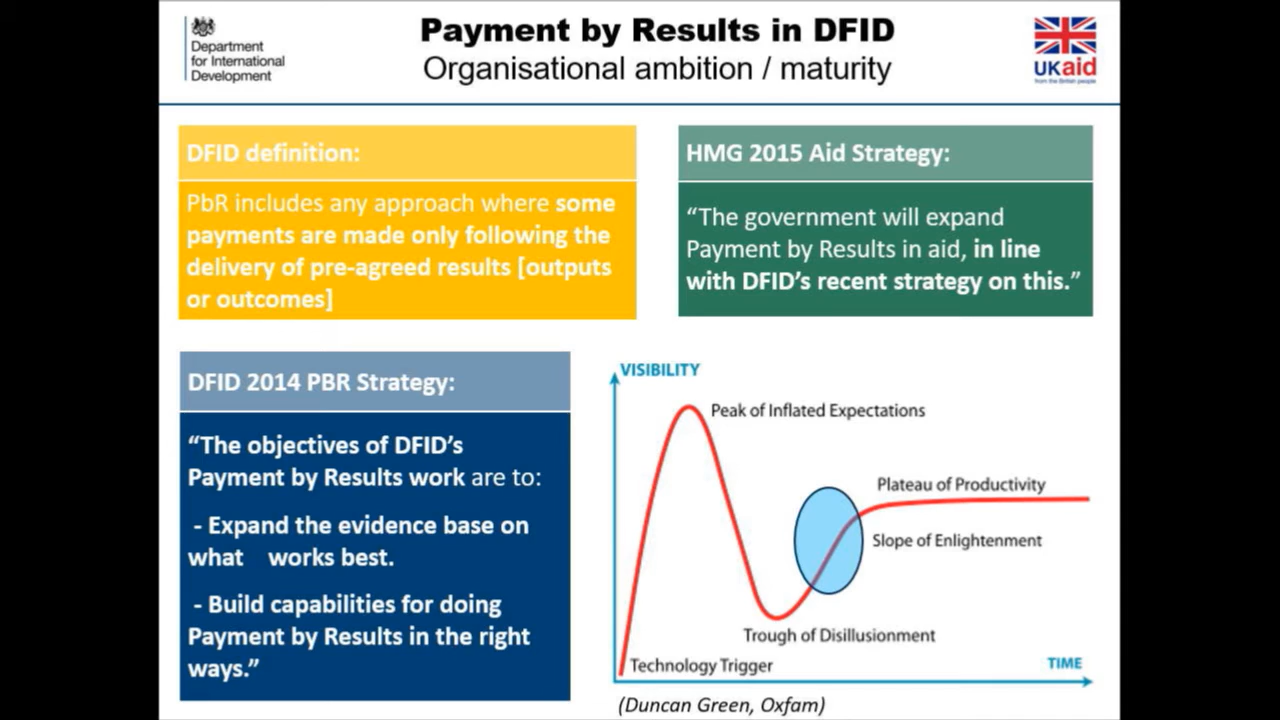 Department
for International
Development
Payment by Results in DFID
Organisational ambition / maturity
UKaid
from the British people
DFID definition:
PbR includes any approach where some
payments are made only following the
delivery of pre-agreed results [outputs
or outcomes]
HMG 2015 Aid Strategy:
“The government will expand
Payment by Results in aid, in line
with DFID’s recent strategy on this.”
DFID 2014 PBR Strategy:
“The objectives of DFID’s
Payment by Results work are to:
- Expand the evidence base on
what works best.
- Build capabilities for doing
Payment by Results in the right
ways.”
VISIBILITY
Peak of Inflated Expectations
Plateau of Productivity
Slope of Enlightenment
Trough of Disillusionment
Technology Trigger
TIME
(Duncan Green, Oxfam)